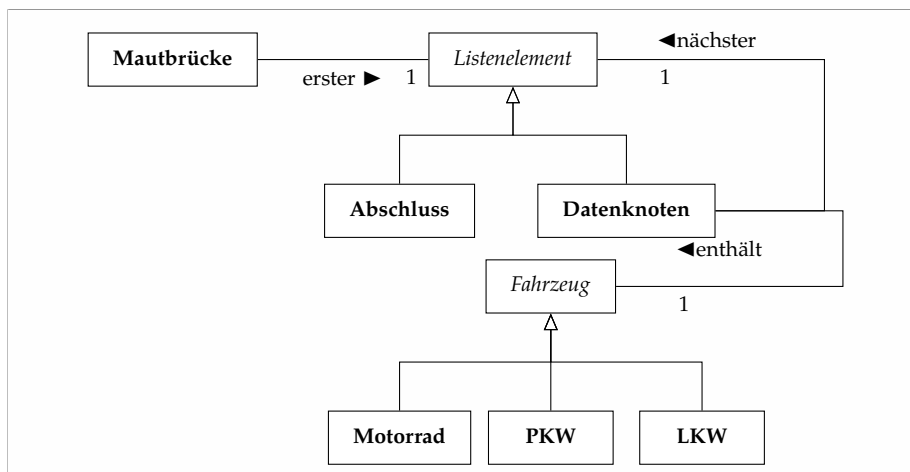 Mautbrücke
Listenelement
◀nächster
erster ▶
1
1
Abschluss
Datenknoten
◀enthält
Fahrzeug
1
Motorrad
PKW
LKW